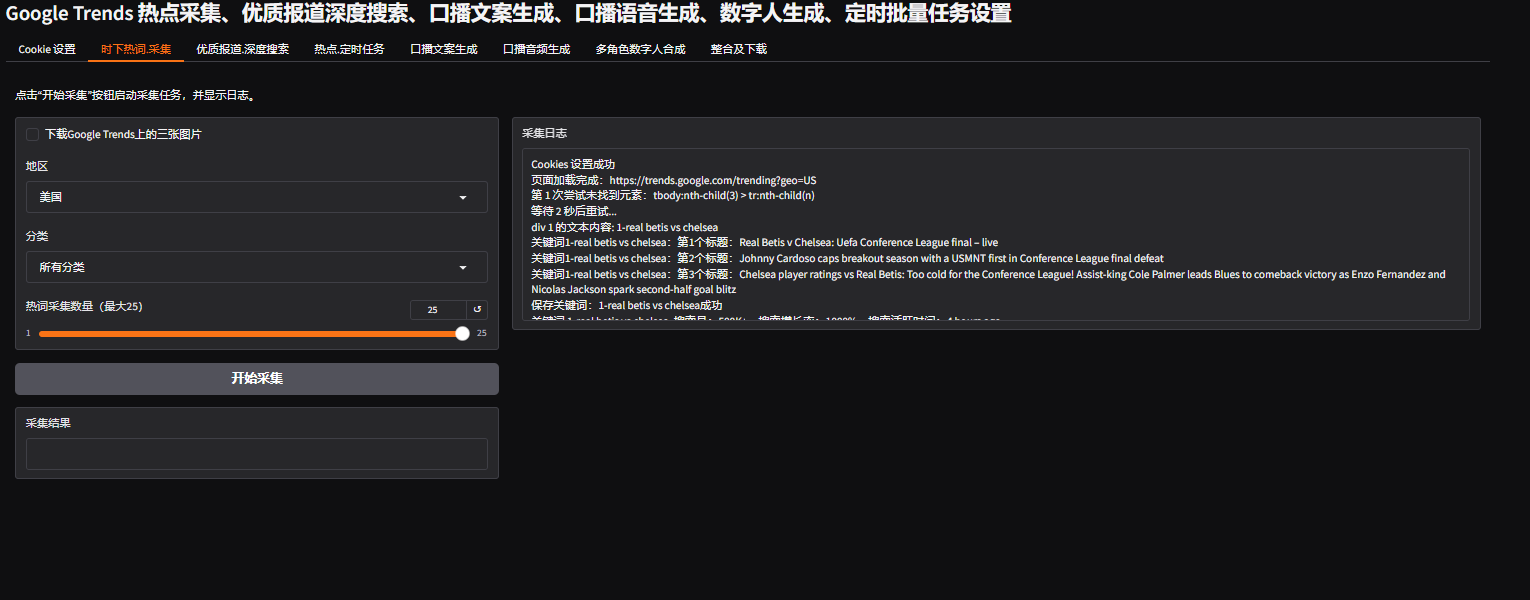 Google Trends 热点采集、优质报道深度搜索、口播文案生成、口播语音生成、数字人生成、定时批量任务设置
Cookie 设置 时下热词.采集 优质报道.深度搜索 热点.定时任务 口播文案生成 口播音频生成 多角色数字人合成 整合及下载
点击“开始采集”按钮启动采集任务，并显示日志。
下载Google Trends上的三张图片
地区
美国
分类
所有分类
热词采集数量（最大25）
25 ↺
1 25
开始采集
采集结果
采集日志
Cookies 设置成功
页面加载完成：https://trends.google.com/trending?geo=US
第 1 次尝试未找到元素：tbody:nth-child(3) > tr:nth-child(n)
等待 2 秒后重试...
div 1 的文本内容: 1-real betis vs chelsea
关键词1-real betis vs chelsea：第1个标题：Real Betis v Chelsea: Uefa Conference League final – live
关键词1-real betis vs chelsea：第2个标题：Johnny Cardoso caps breakout season with a USMNT first in Conference League final defeat
关键词1-real betis vs chelsea：第3个标题：Chelsea player ratings vs Real Betis: Too cold for the Conference League! Assist-king Cole Palmer leads Blues to comeback victory as Enzo Fernandez and
Nicolas Jackson spark second-half goal blitz
保存关键词：1-real betis vs chelsea成功